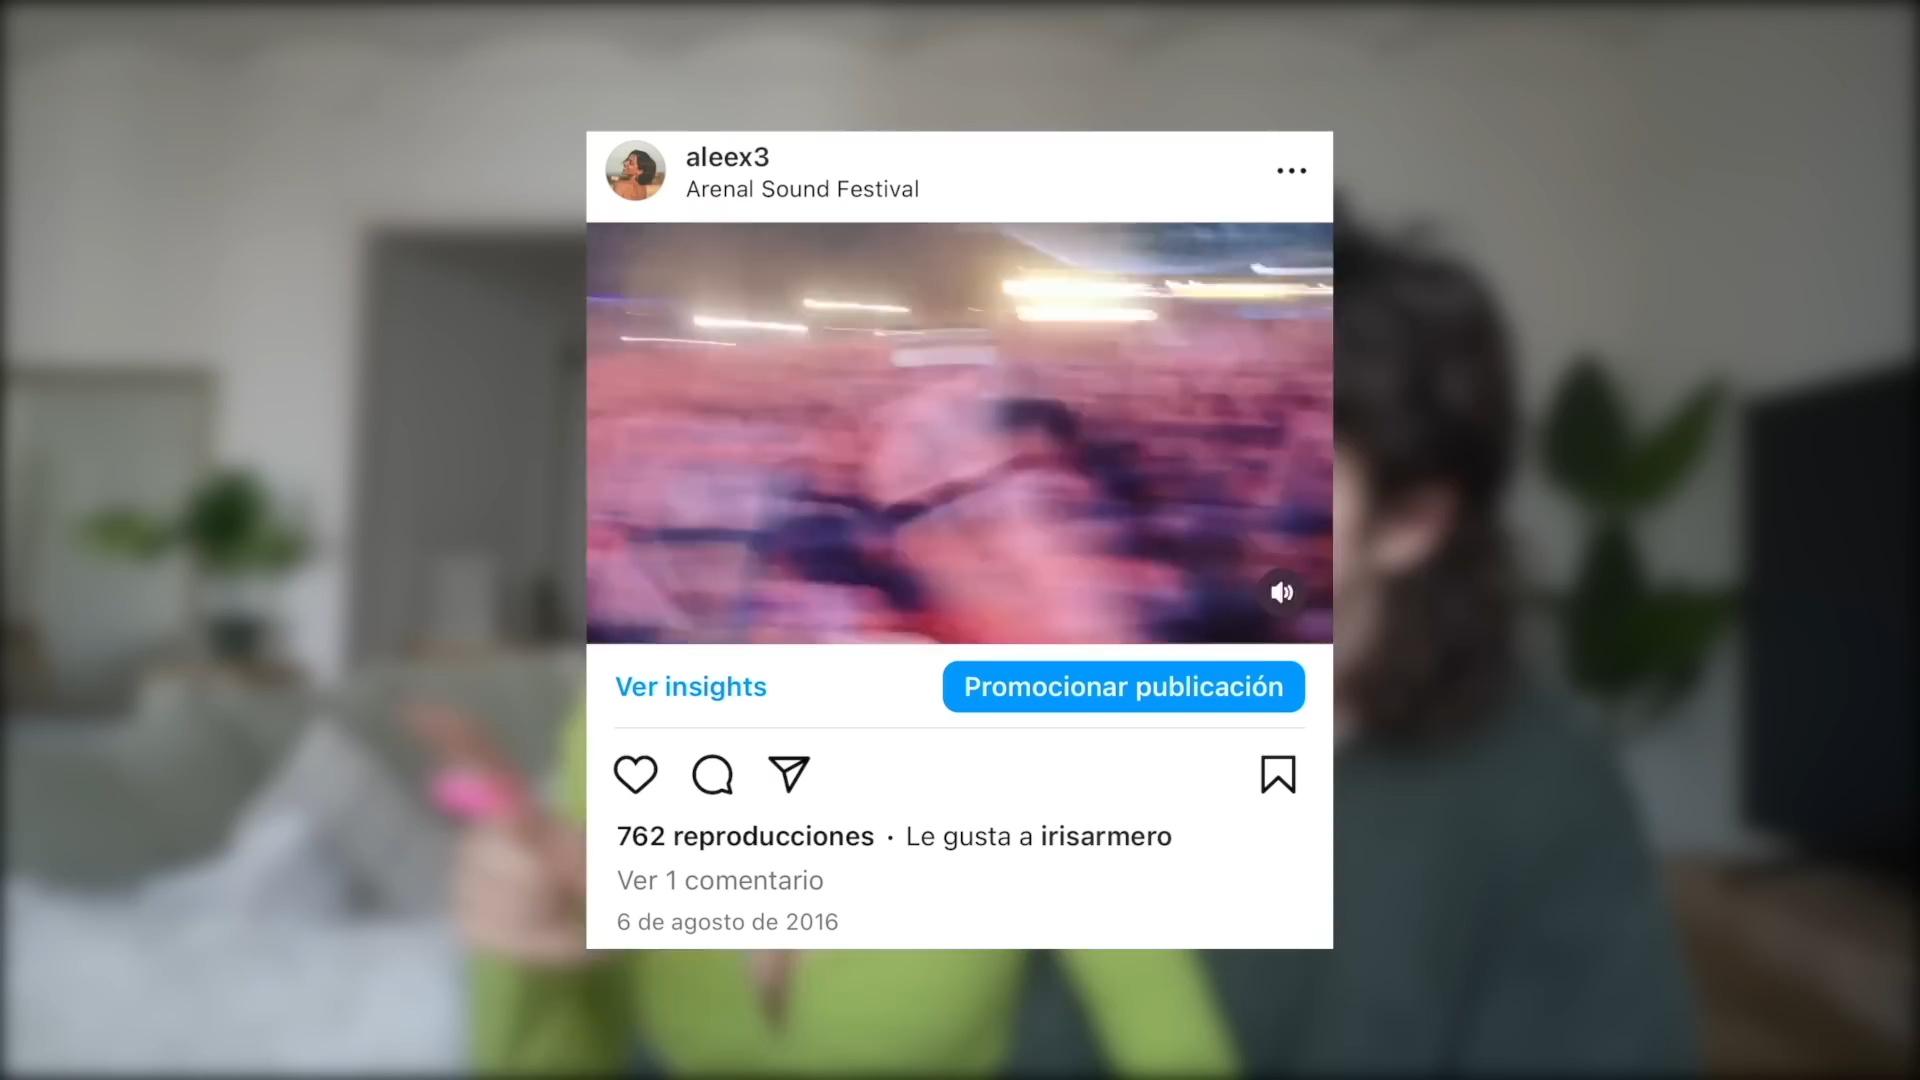 aleex3
Arenal Sound Festival
Ver insights
Promocionar publicación
762 reproducciones · Le gusta a irisarmero
Ver 1 comentario
6 de agosto de 2016